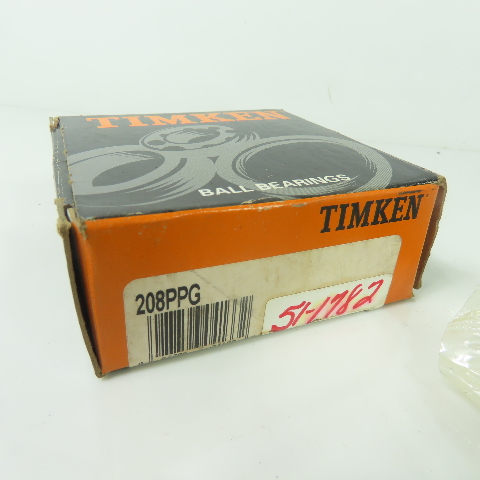 TIMKEN
BALL BEARINGS
TIMKEN
208PPG
51-1782